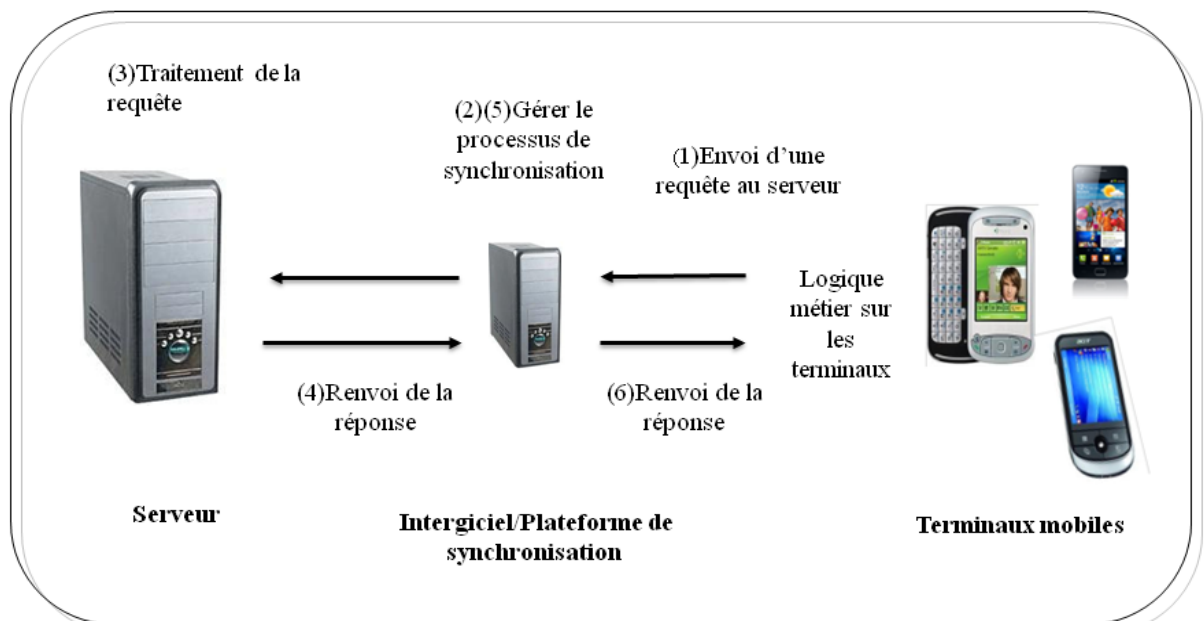 (3)Traitement de la
requête
(2)(5)Gérer le
processus de
synchronisation
(1)Envoi d’une
requête au serveur
Logique
métier sur
les
terminaux
(4)Renvoi de la
réponse
(6)Renvoi de la
réponse
Serveur
Intergiciel/Plateforme de
synchronisation
Terminaux mobiles